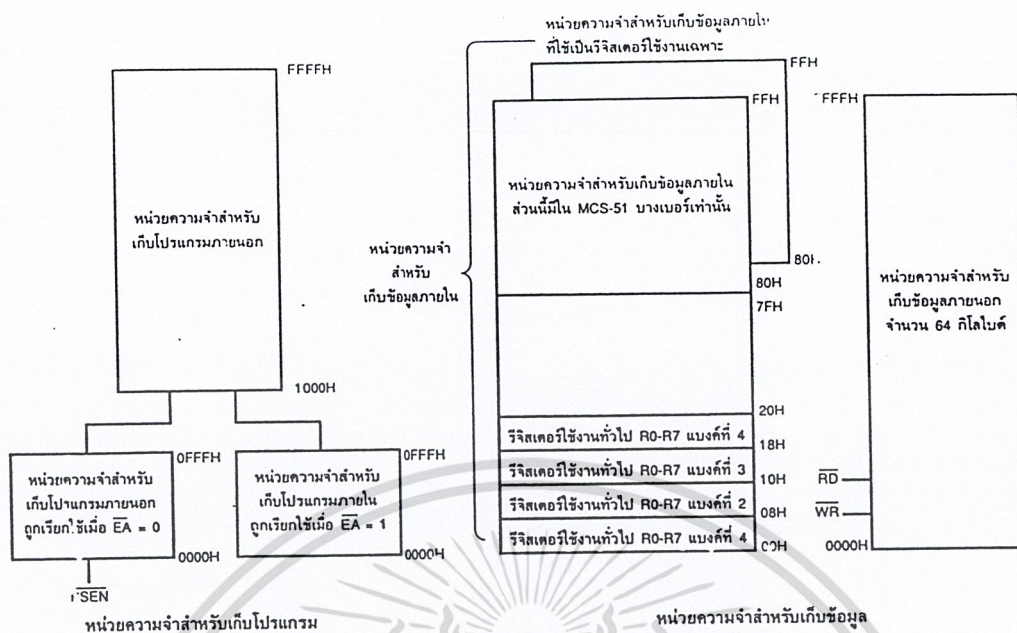 หน่วยความจำสำหรับเก็บข้อมูลภายใน
ที่ใช้เป็นรีจิสเตอร์ใช้งานเฉพาะ
FFFFH
หน่วยความจำสำหรับ
เก็บโปรแกรมภายนอก
1000H
0FFFH
หน่วยความจำสำหรับ
เก็บโปรแกรมภายนอก
ถูกเรียกใช้เมื่อ EA = 0
0000H
0FFFH
หน่วยความจำสำหรับ
เก็บโปรแกรมภายใน
ถูกเรียกใช้เมื่อ EA = 1
0000H
หน่วยความจำสำหรับเก็บโปรแกรม
หน่วยความจำ
สำหรับ
เก็บข้อมูลภายใน
FFH
80H
FFH
หน่วยความจำสำหรับเก็บข้อมูลภายใน
ส่วนนี้มีใน MCS-51 บางเบอร์เท่านั้น
80H
7FH
20H
รีจิสเตอร์ใช้งานทั่วไป R0-R7 แบงค์ที่ 4
18H
รีจิสเตอร์ใช้งานทั่วไป R0-R7 แบงค์ที่ 3
10H
รีจิสเตอร์ใช้งานทั่วไป R0-R7 แบงค์ที่ 2
08H
รีจิสเตอร์ใช้งานทั่วไป R0-R7 แบงค์ที่ 4
00H
FFFH
หน่วยความจำสำหรับ
เก็บข้อมูลภายนอก
จำนวน 64 กิโลไบต์
RD
WR
0000H
หน่วยความจำสำหรับเก็บข้อมูล